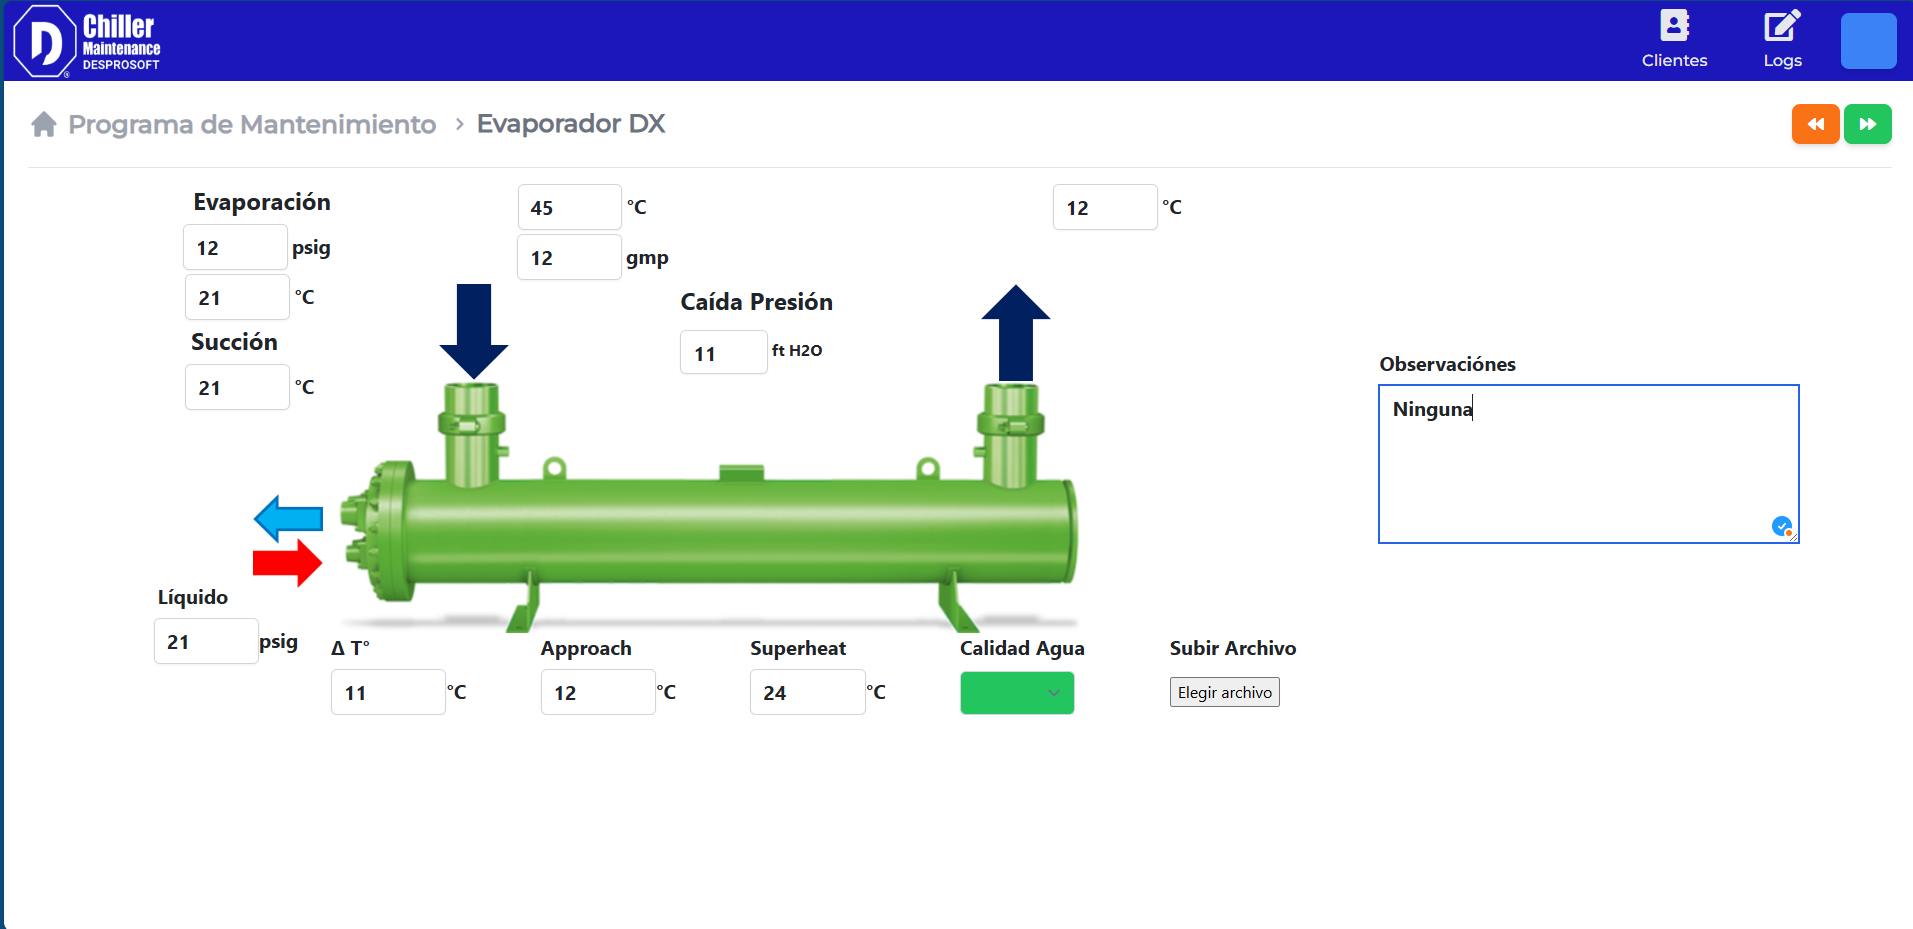 Chiller
Maintenance
DESPROSOFT
Clientes
Logs
Programa de Mantenimiento > Evaporador DX
Evaporación
12 psig
21 °C
Succión
21 °C
45 °C
12 gmp
12 °C
Caída Presión
11 ft H2O
Observaciónes
Ninguna
Líquido
21 psig
Δ T°
11 °C
Approach
12 °C
Superheat
24 °C
Calidad Agua
Subir Archivo
Elegir archivo